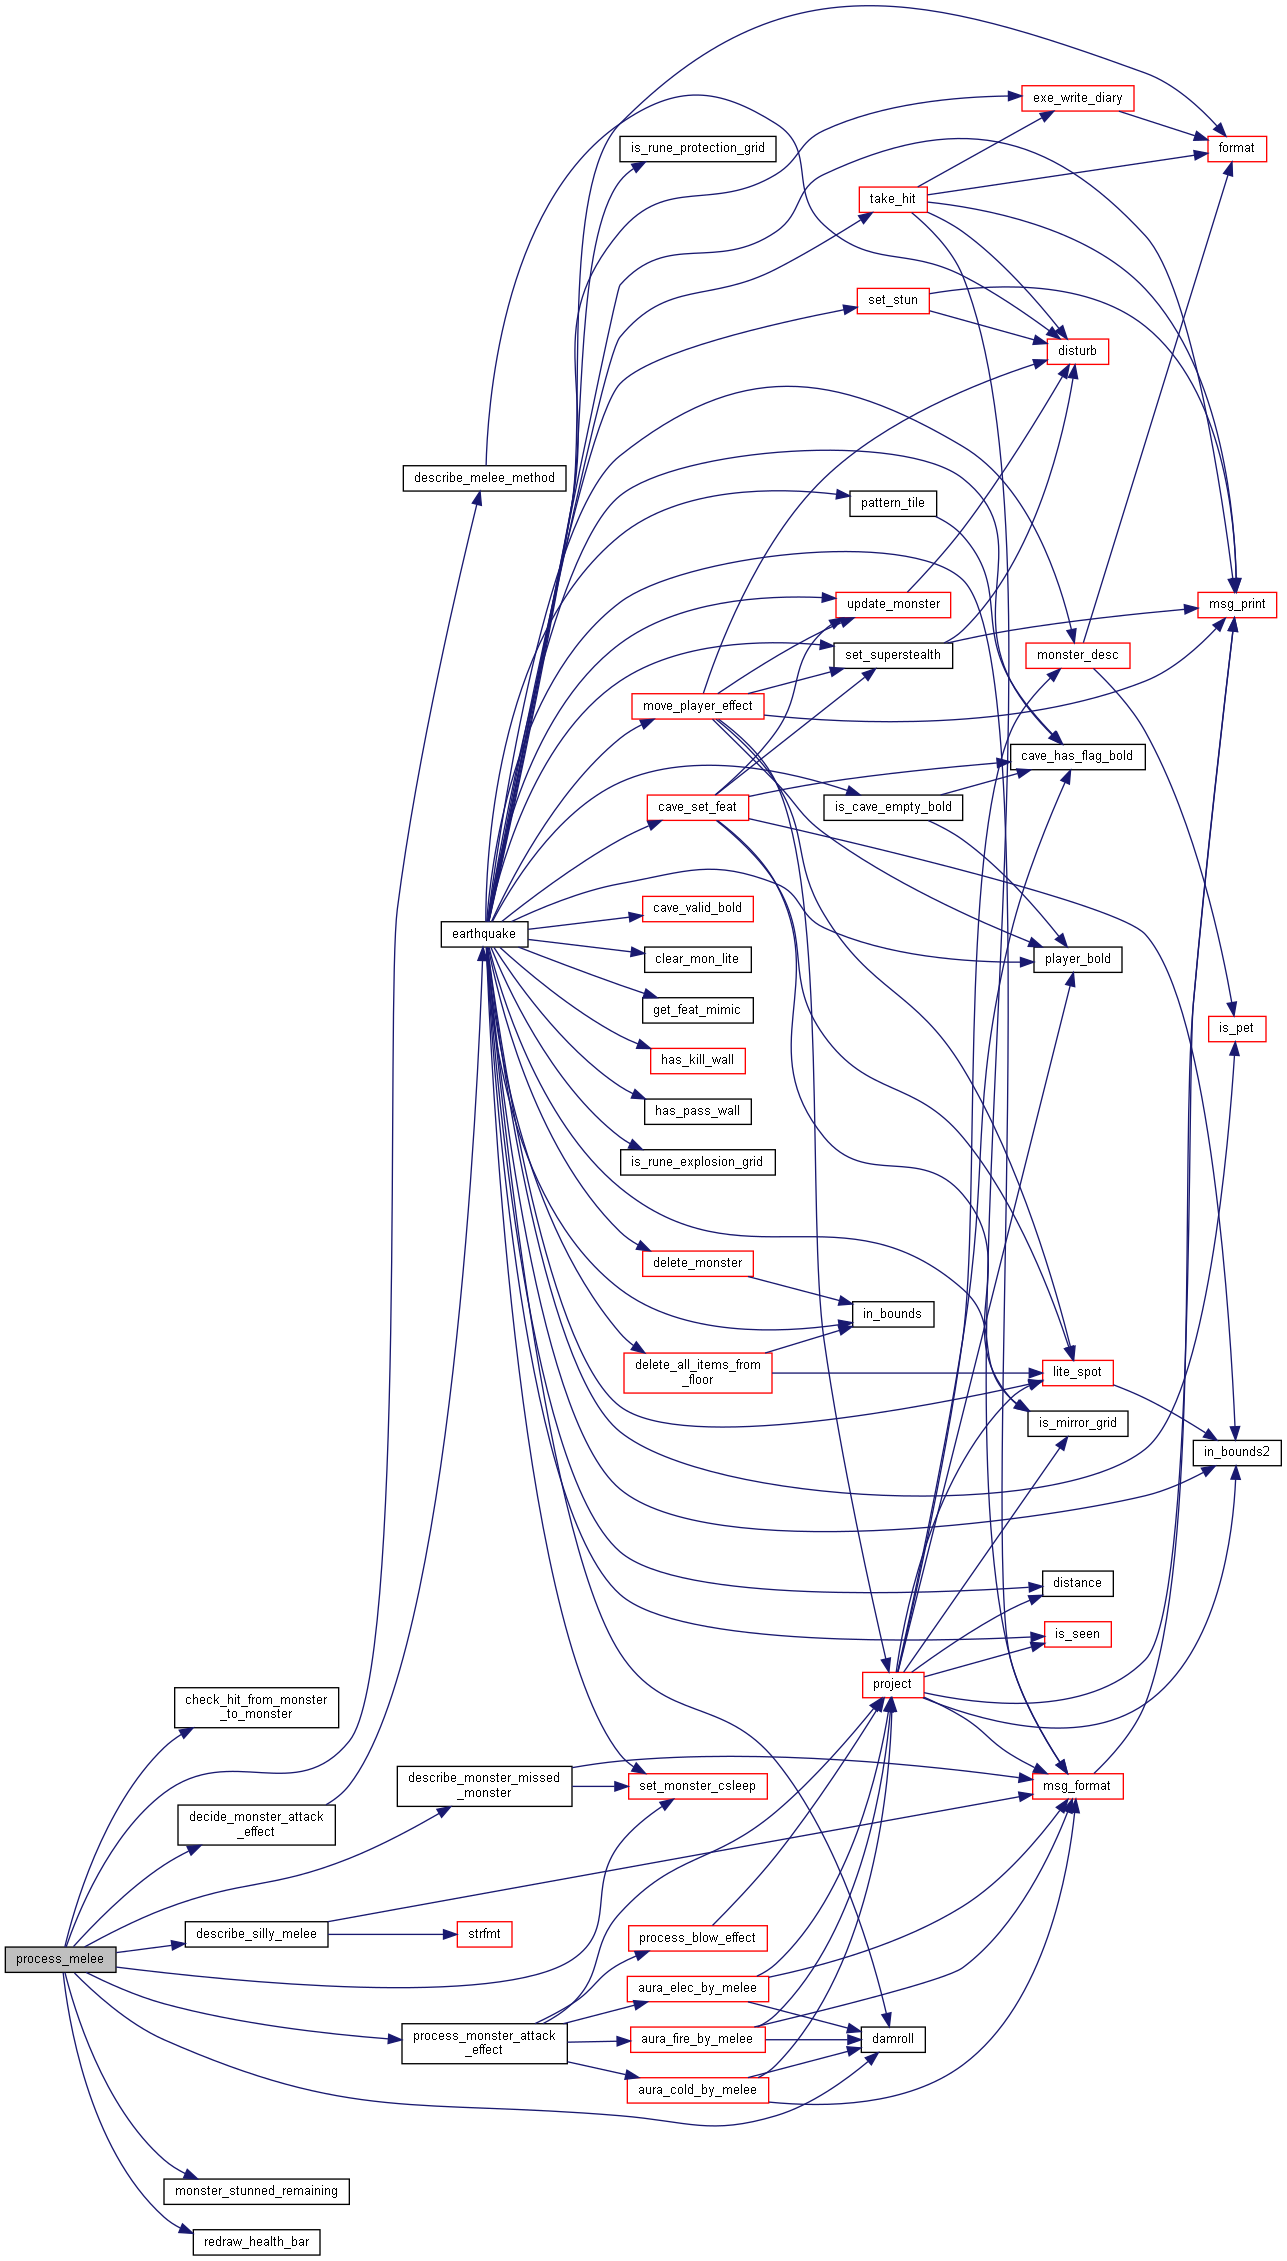 exe_write_diary
format
is_rune_protection_grid
take_hit
set_stun
disturb
describe_melee_method
pattern_tile
update_monster
msg_print
set_superstealth
monster_desc
move_player_effect
cave_has_flag_bold
cave_set_feat
is_cave_empty_bold
cave_valid_bold
earthquake
clear_mon_lite
player_bold
get_feat_mimic
is_pet
has_kill_wall
has_pass_wall
is_rune_explosion_grid
delete_monster
in_bounds
delete_all_items_from
_floor
lite_spot
is_mirror_grid
in_bounds2
distance
is_seen
project
check_hit_from_monster
_to_monster
describe_monster_missed
_monster
set_monster_csleep
msg_format
decide_monster_attack
_effect
describe_silly_melee
strfmt
process_blow_effect
process_melee
aura_elec_by_melee
process_monster_attack
_effect
aura_fire_by_melee
damroll
aura_cold_by_melee
monster_stunned_remaining
redraw_health_bar